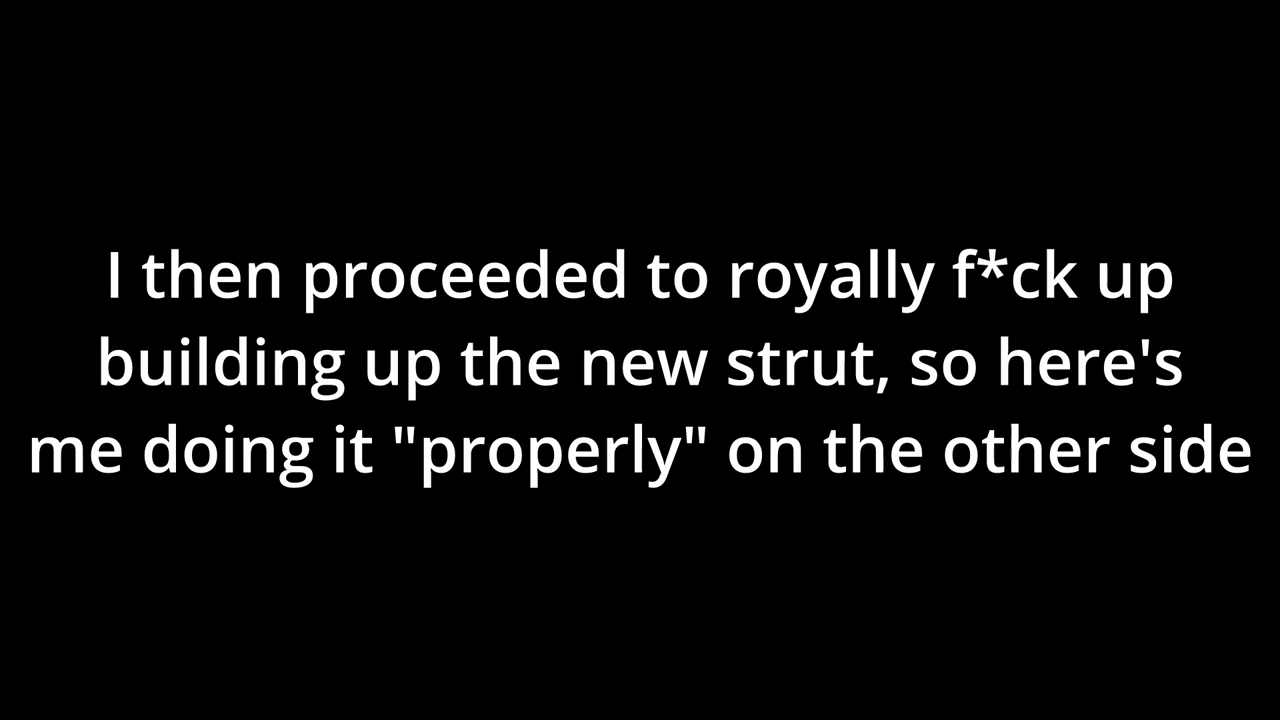 I then proceeded to royally f*ck up
building up the new strut, so here's
me doing it "properly" on the other side